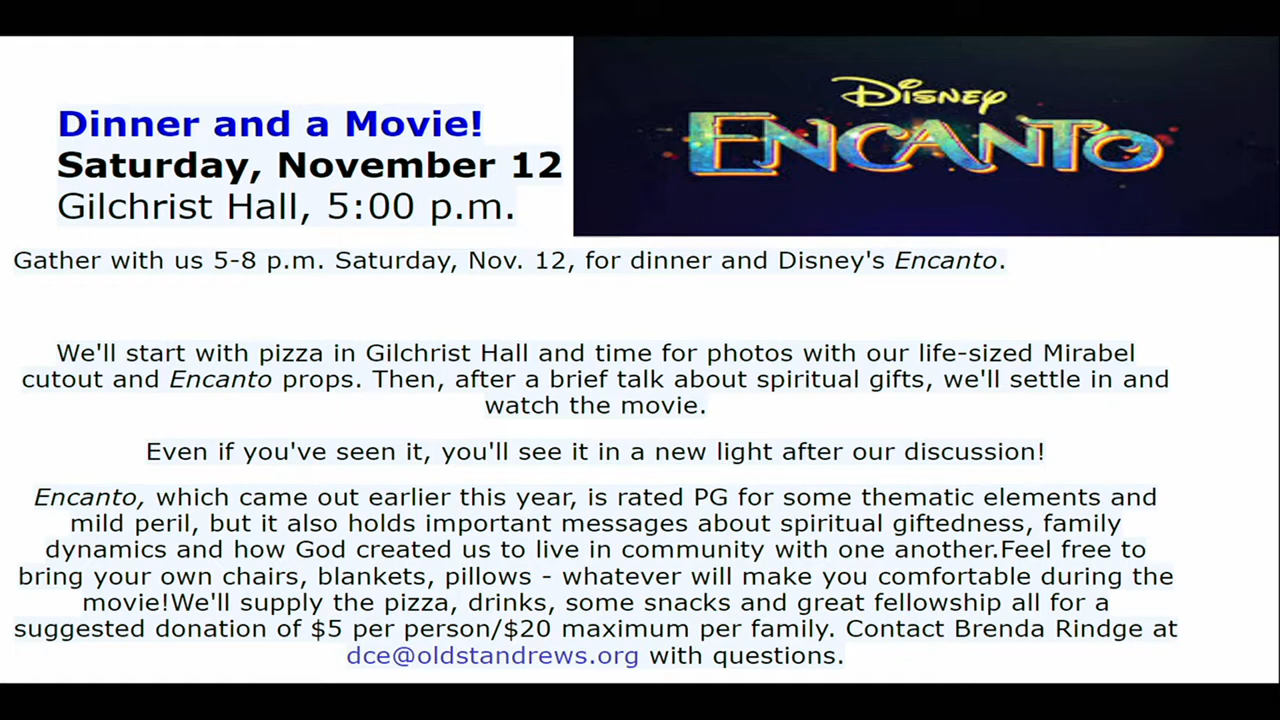 Dinner and a Movie!
Saturday, November 12
Gilchrist Hall, 5:00 p.m.
DISNEY
ENCANTO
Gather with us 5-8 p.m. Saturday, Nov. 12, for dinner and Disney's Encanto.
We'll start with pizza in Gilchrist Hall and time for photos with our life-sized Mirabel
cutout and Encanto props. Then, after a brief talk about spiritual gifts, we'll settle in and
watch the movie.
Even if you've seen it, you'll see it in a new light after our discussion!
Encanto, which came out earlier this year, is rated PG for some thematic elements and
mild peril, but it also holds important messages about spiritual giftedness, family
dynamics and how God created us to live in community with one another.Feel free to
bring your own chairs, blankets, pillows - whatever will make you comfortable during the
movie!We'll supply the pizza, drinks, some snacks and great fellowship all for a
suggested donation of $5 per person/$20 maximum per family. Contact Brenda Rindge at
dce@oldstandrews.org with questions.